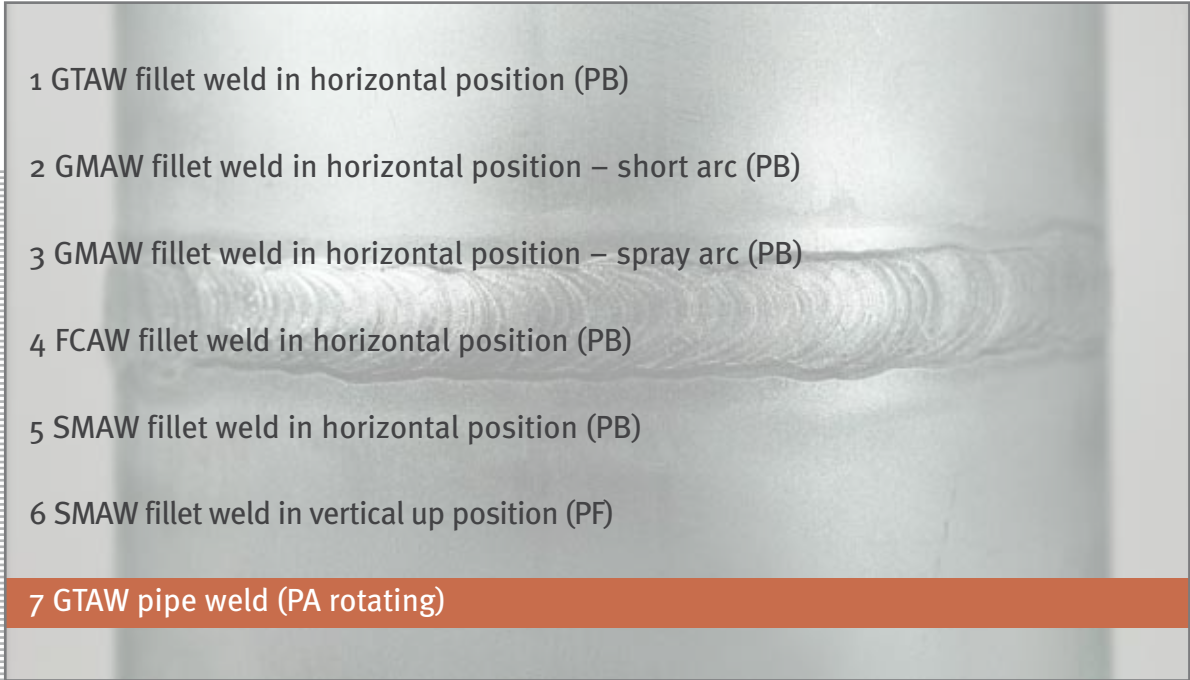 1 GTAW fillet weld in horizontal position (PB)
2 GMAW fillet weld in horizontal position – short arc (PB)
3 GMAW fillet weld in horizontal position – spray arc (PB)
4 FCAW fillet weld in horizontal position (PB)
5 SMAW fillet weld in horizontal position (PB)
6 SMAW fillet weld in vertical up position (PF)
7 GTAW pipe weld (PA rotating)